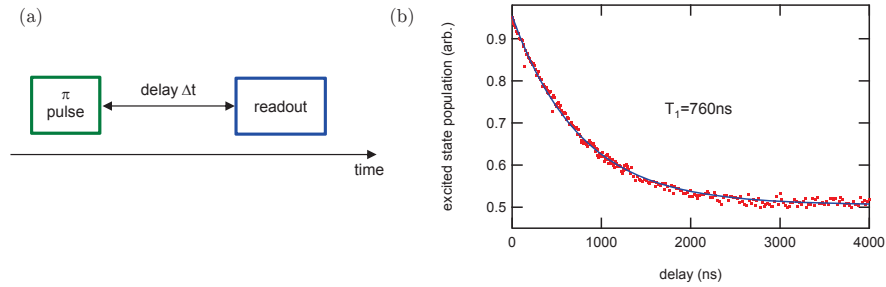 (a)
π
pulse
delay Δt
readout
time
(b)
excited state population (arb.)
0.9
0.8
0.7
0.6
0.5
T₁=760ns
0
1000
2000
3000
4000
delay (ns)